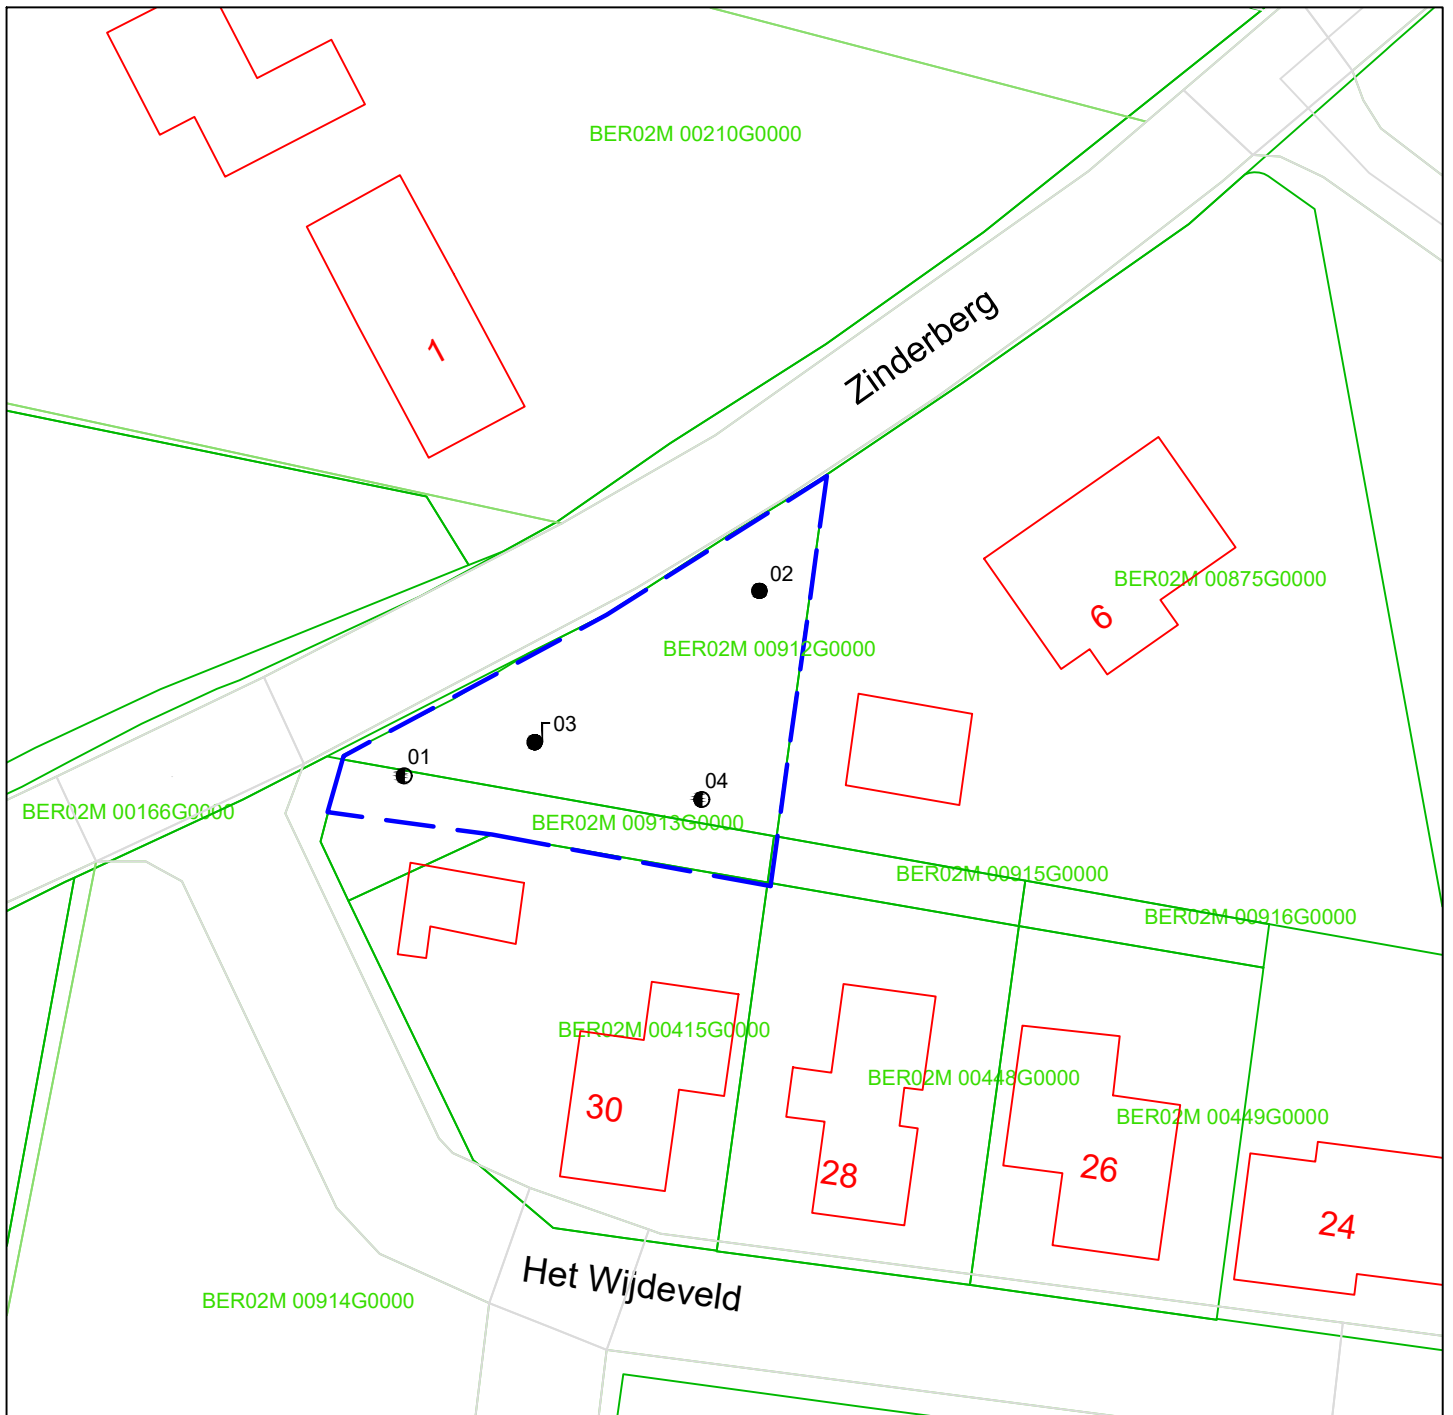 BER02M 00210G0000
Zinderberg
1
02
BER02M 00875G0000
6
BER02M 00912G0000
03
01
04
BER02M 00166G0000
BER02M 00913G0000
BER02M 00915G0000
BER02M 00916G0000
BER02M 00415G0000
BER02M 00448G0000
30
BER02M 00449G0000
28
26
24
Het Wijdeveld
BER02M 00914G0000